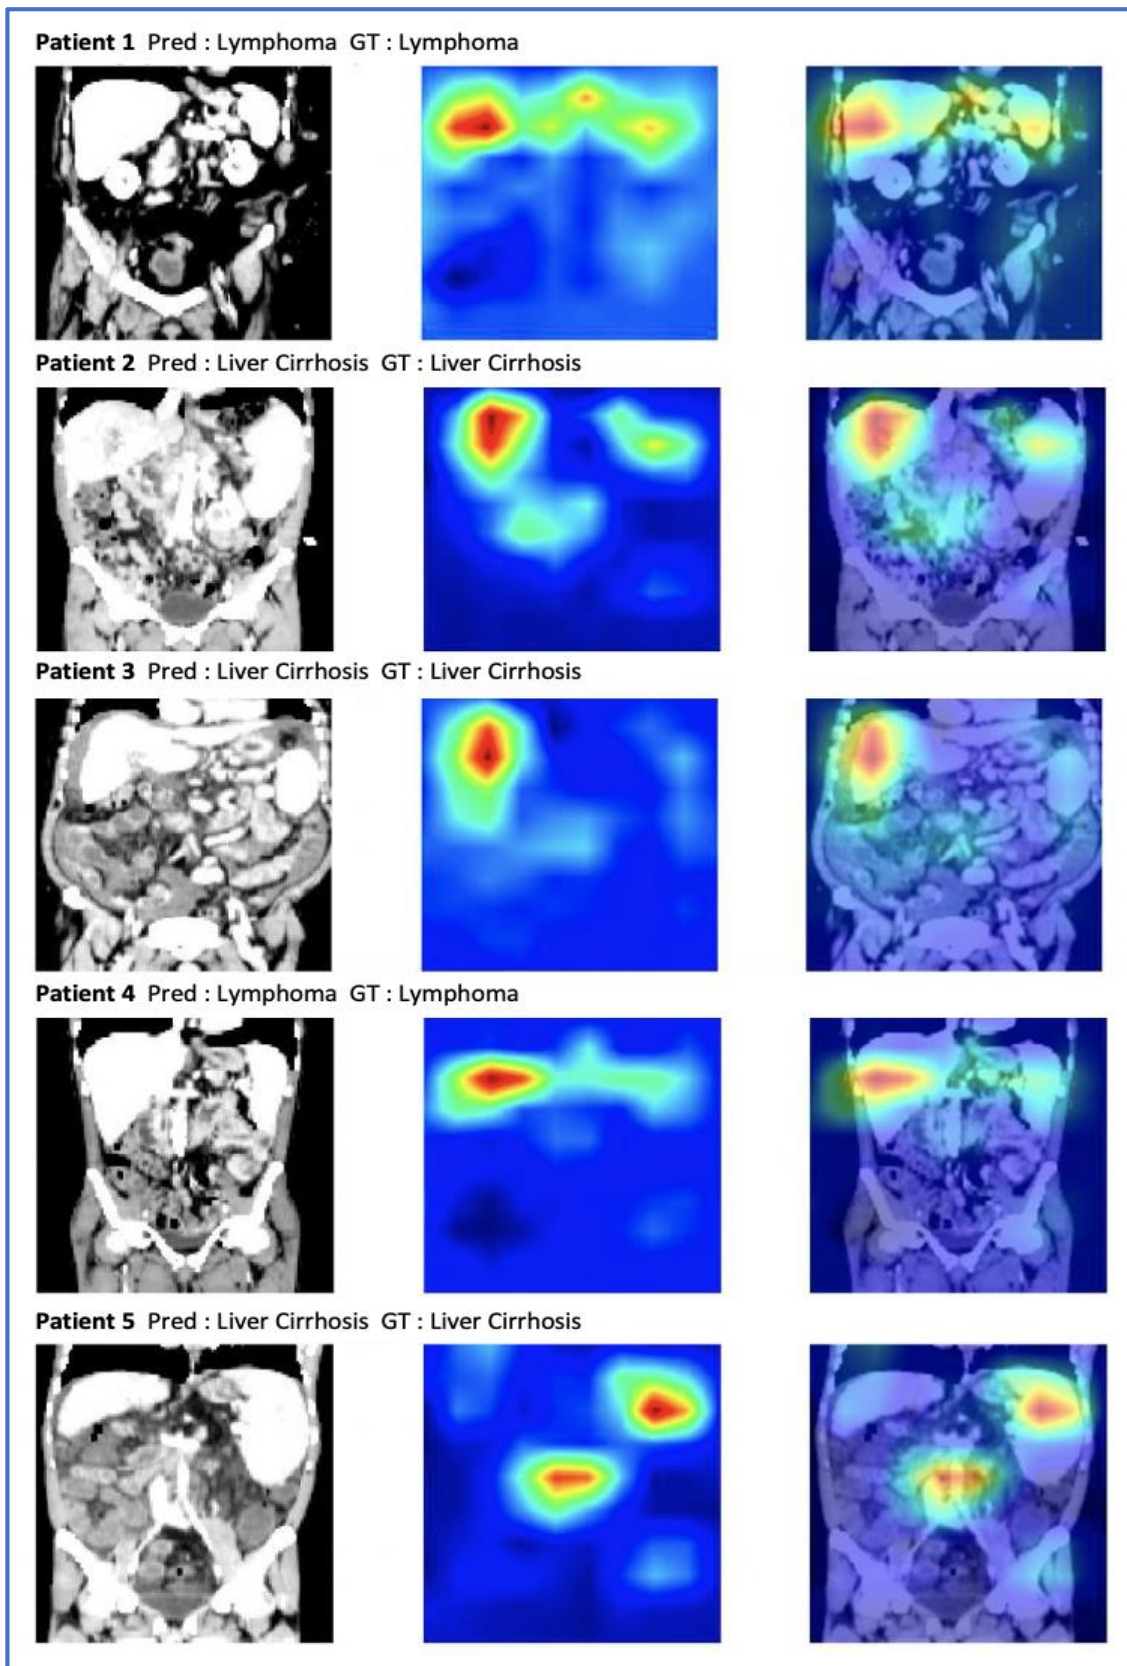 Patient 1 Pred : Lymphoma GT : Lymphoma
Patient 2 Pred : Liver Cirrhosis GT : Liver Cirrhosis
Patient 3 Pred : Liver Cirrhosis GT : Liver Cirrhosis
Patient 4 Pred : Lymphoma GT : Lymphoma
Patient 5 Pred : Liver Cirrhosis GT : Liver Cirrhosis